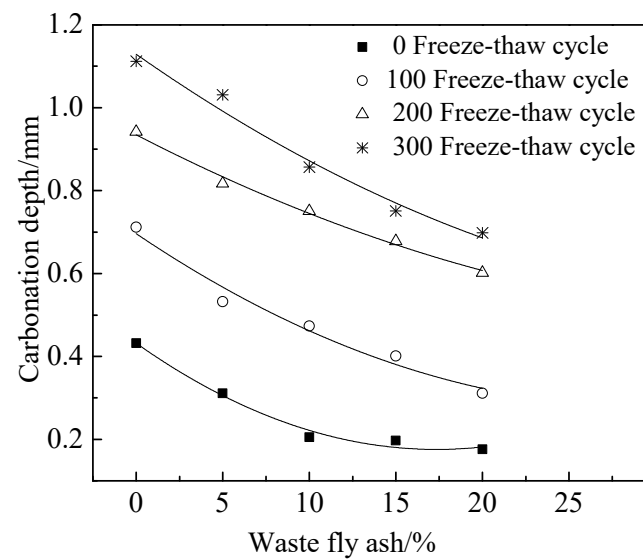 1.2
1.0
0.8
0.6
0.4
0.2
Carbonation depth/mm
0 Freeze-thaw cycle
100 Freeze-thaw cycle
200 Freeze-thaw cycle
300 Freeze-thaw cycle
0 5 10 15 20 25
Waste fly ash/%